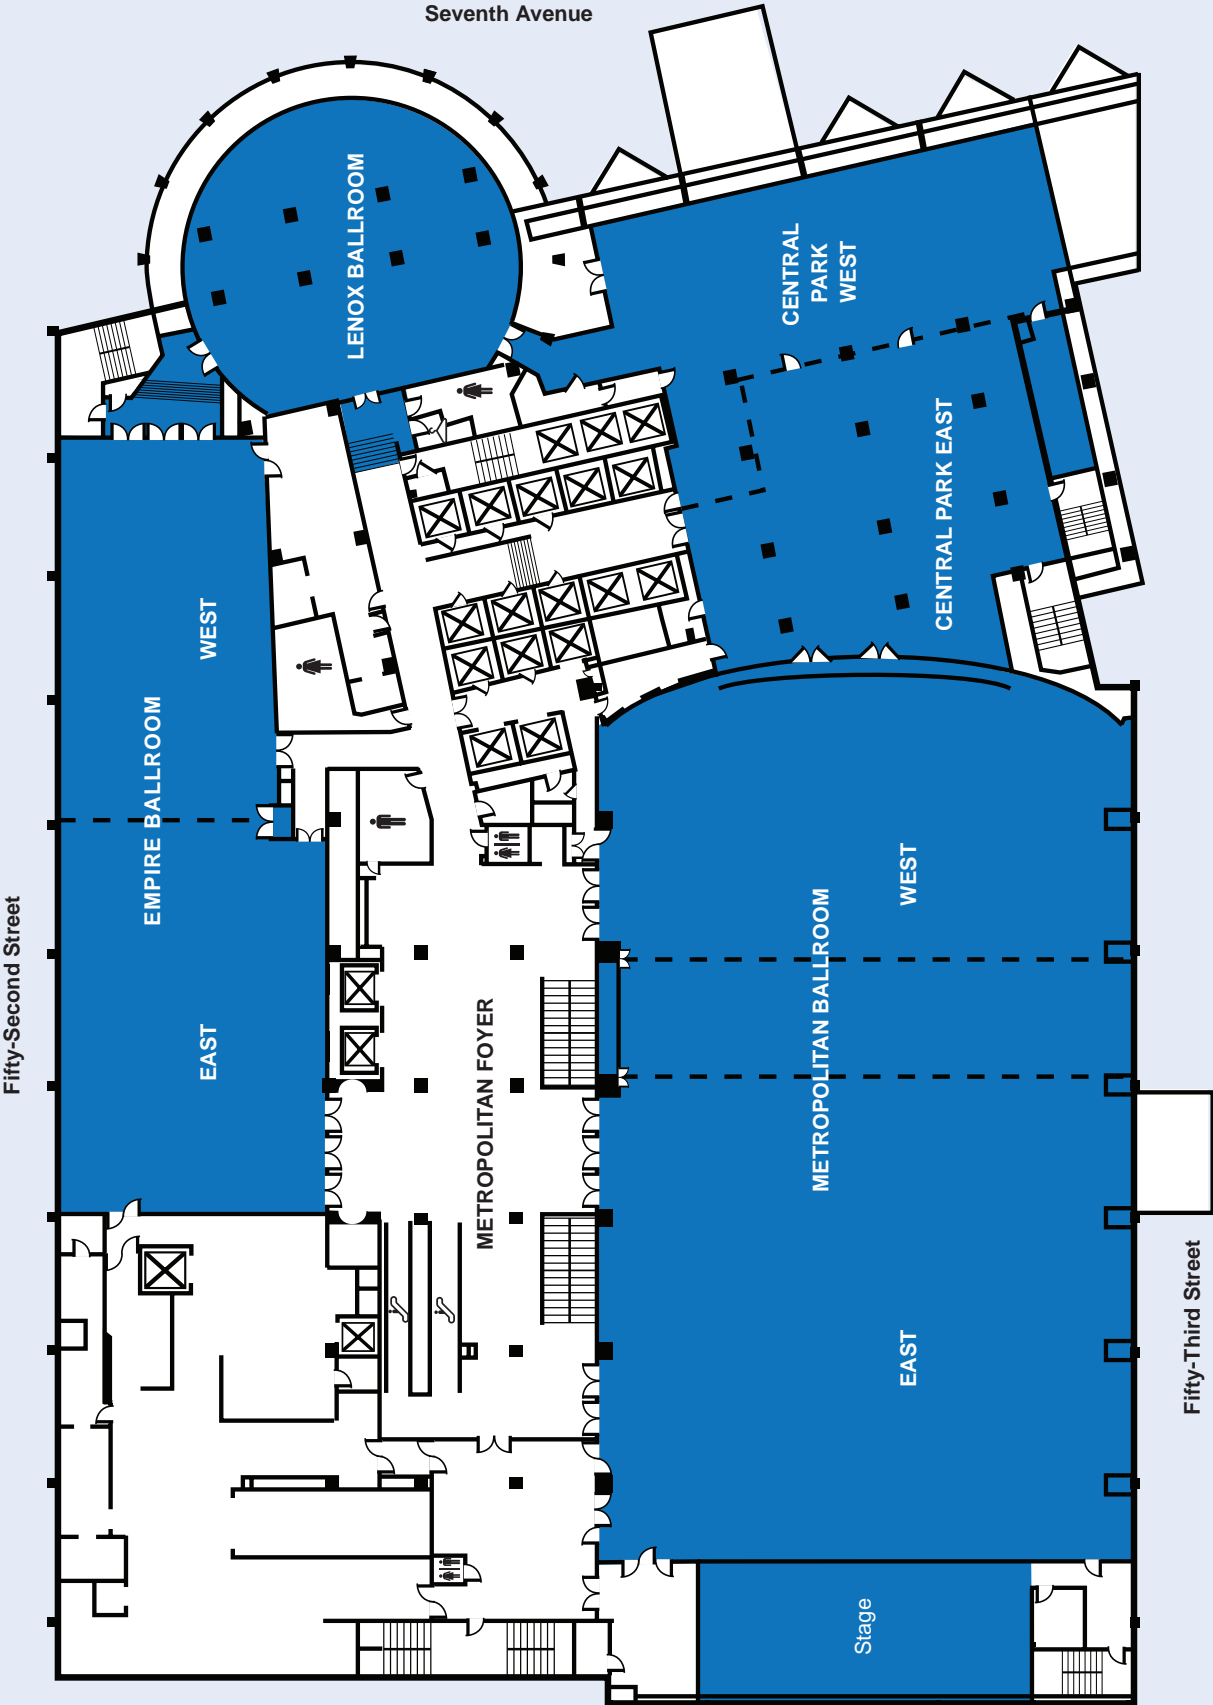 Seventh Avenue
LENOX BALLROOM
CENTRAL
PARK
WEST
CENTRAL PARK EAST
WEST
EMPIRE BALLROOM
EAST
Fifty-Second Street
METROPOLITAN FOYER
WEST
METROPOLITAN BALLROOM
EAST
Fifty-Third Street
Stage